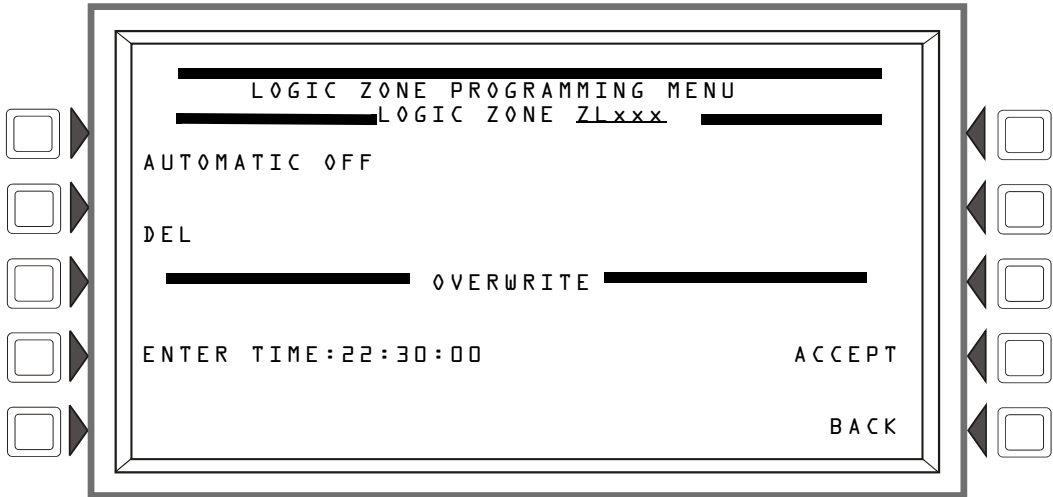 LOGIC ZONE PROGRAMMING MENU
LOGIC ZONE ZLxxx
AUTOMATIC OFF
DEL
OVERWRITE
ENTER TIME:22:30:00 ACCEPT
BACK